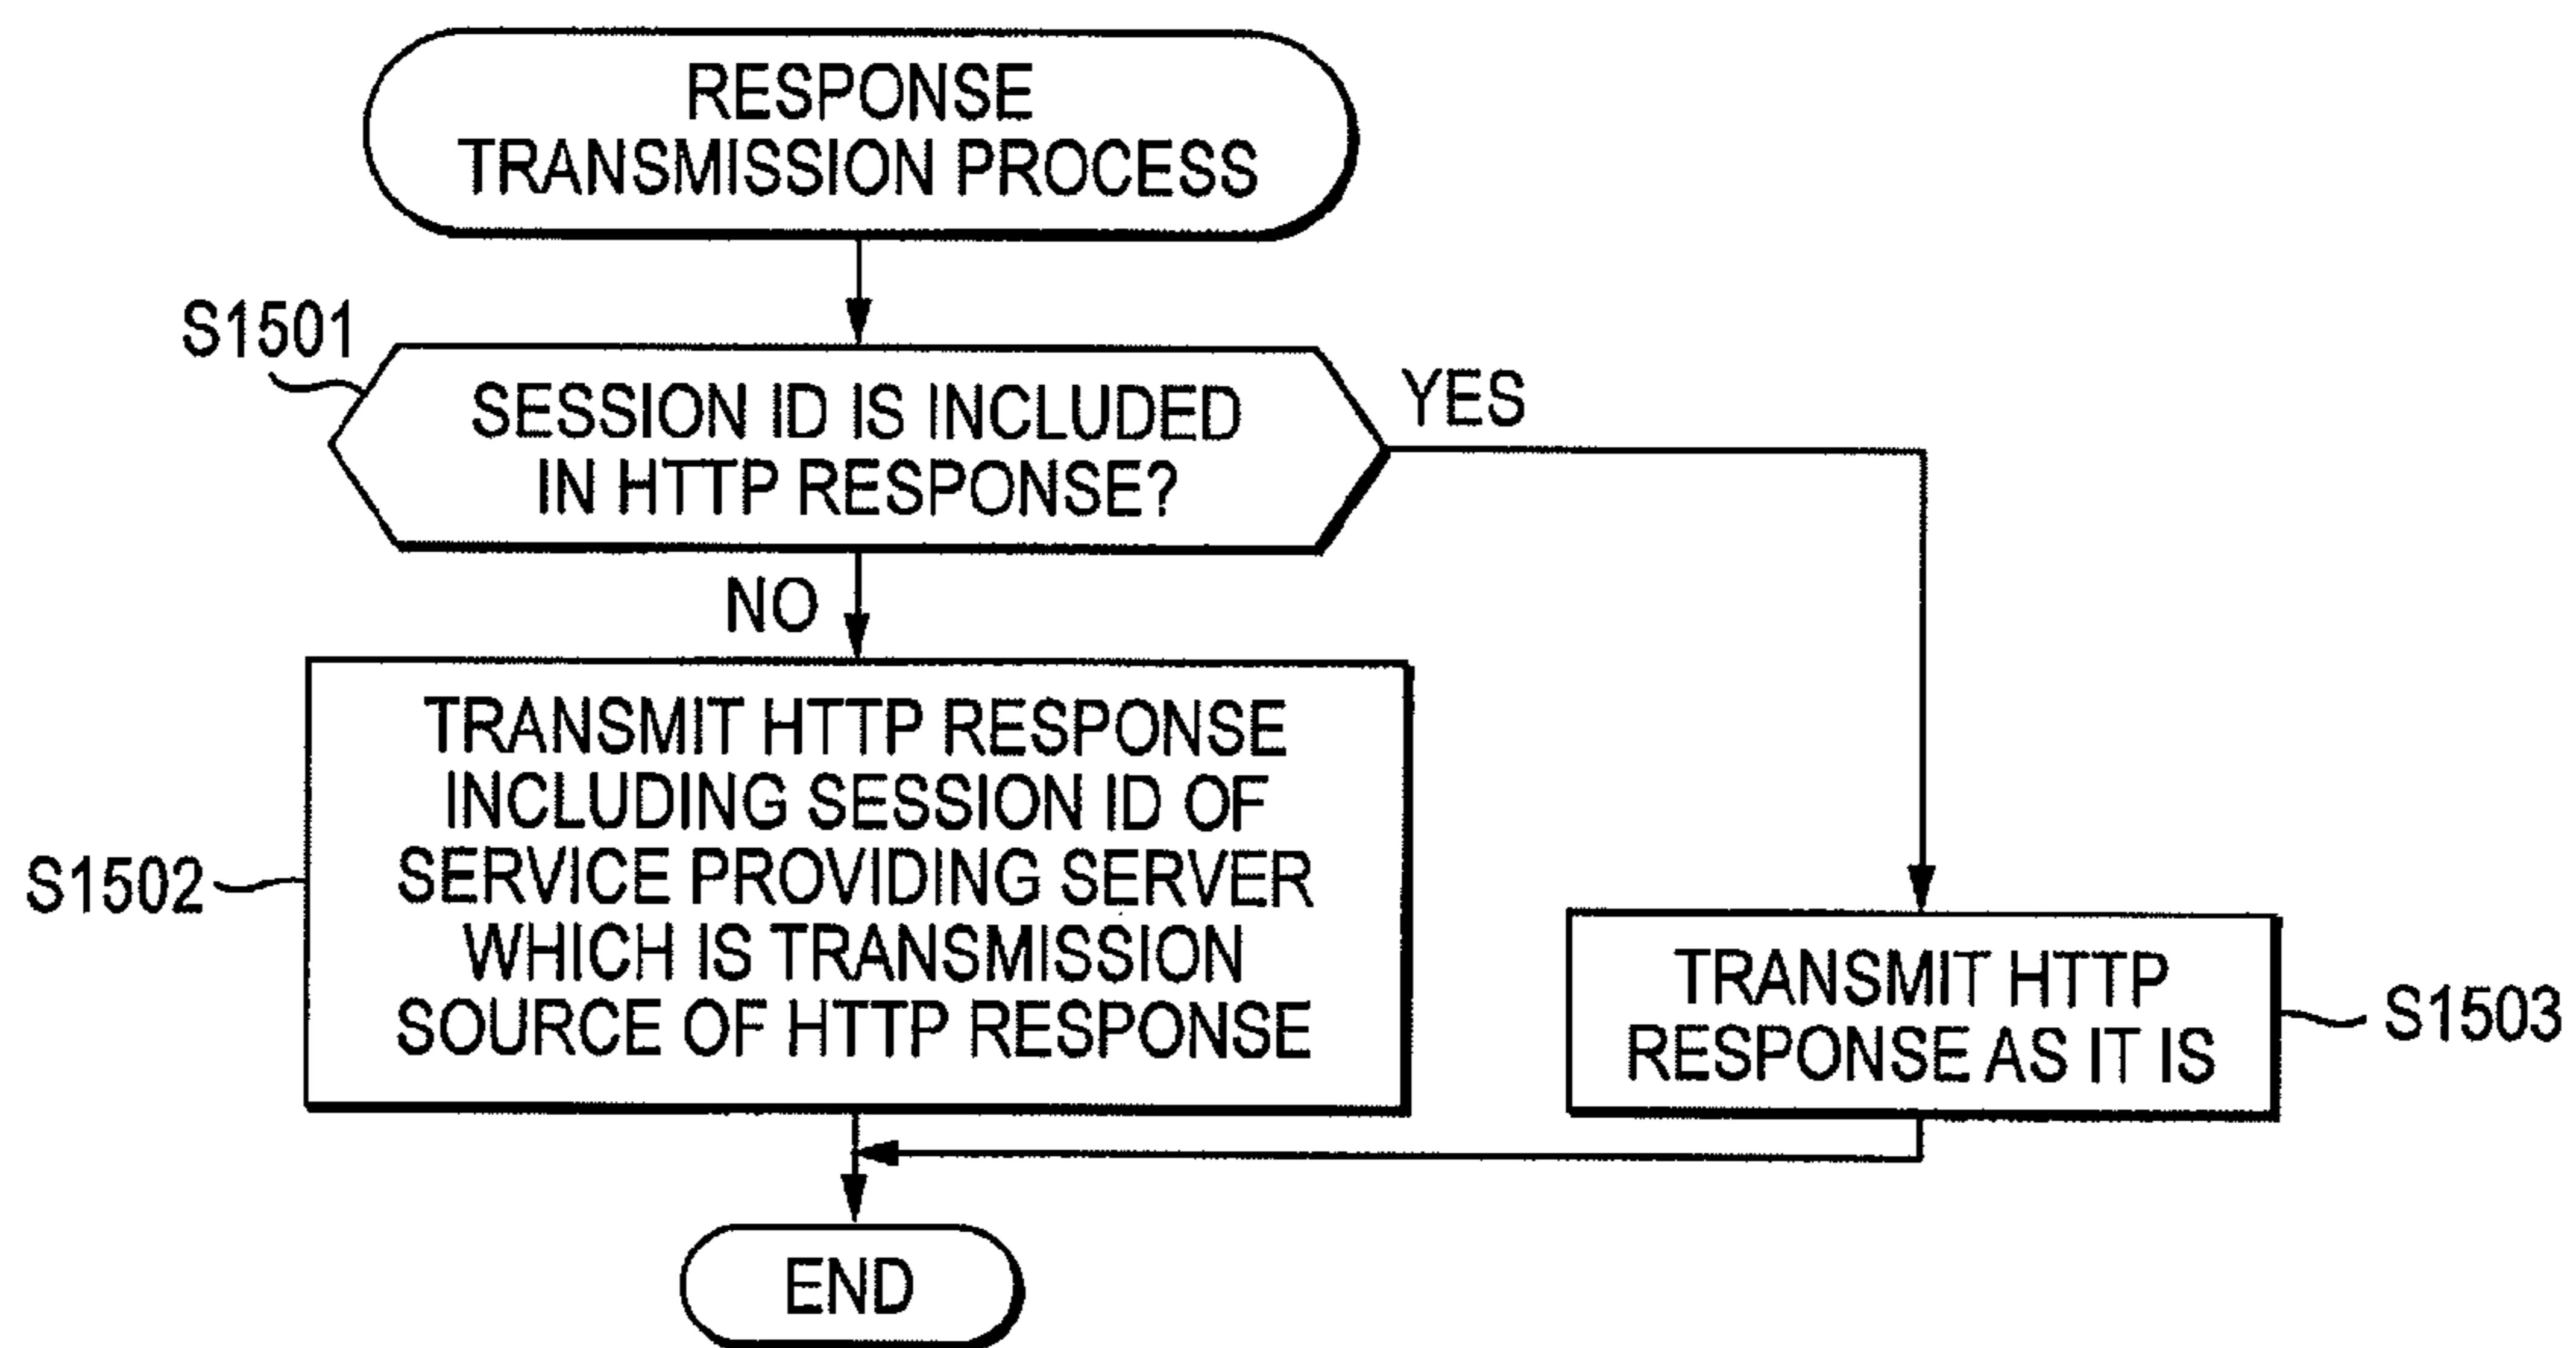 RESPONSE
TRANSMISSION PROCESS
S1501
SESSION ID IS INCLUDED
IN HTTP RESPONSE?
YES
NO
S1502
TRANSMIT HTTP RESPONSE
INCLUDING SESSION ID OF
SERVICE PROVIDING SERVER
WHICH IS TRANSMISSION
SOURCE OF HTTP RESPONSE
TRANSMIT HTTP
RESPONSE AS IT IS
S1503
END